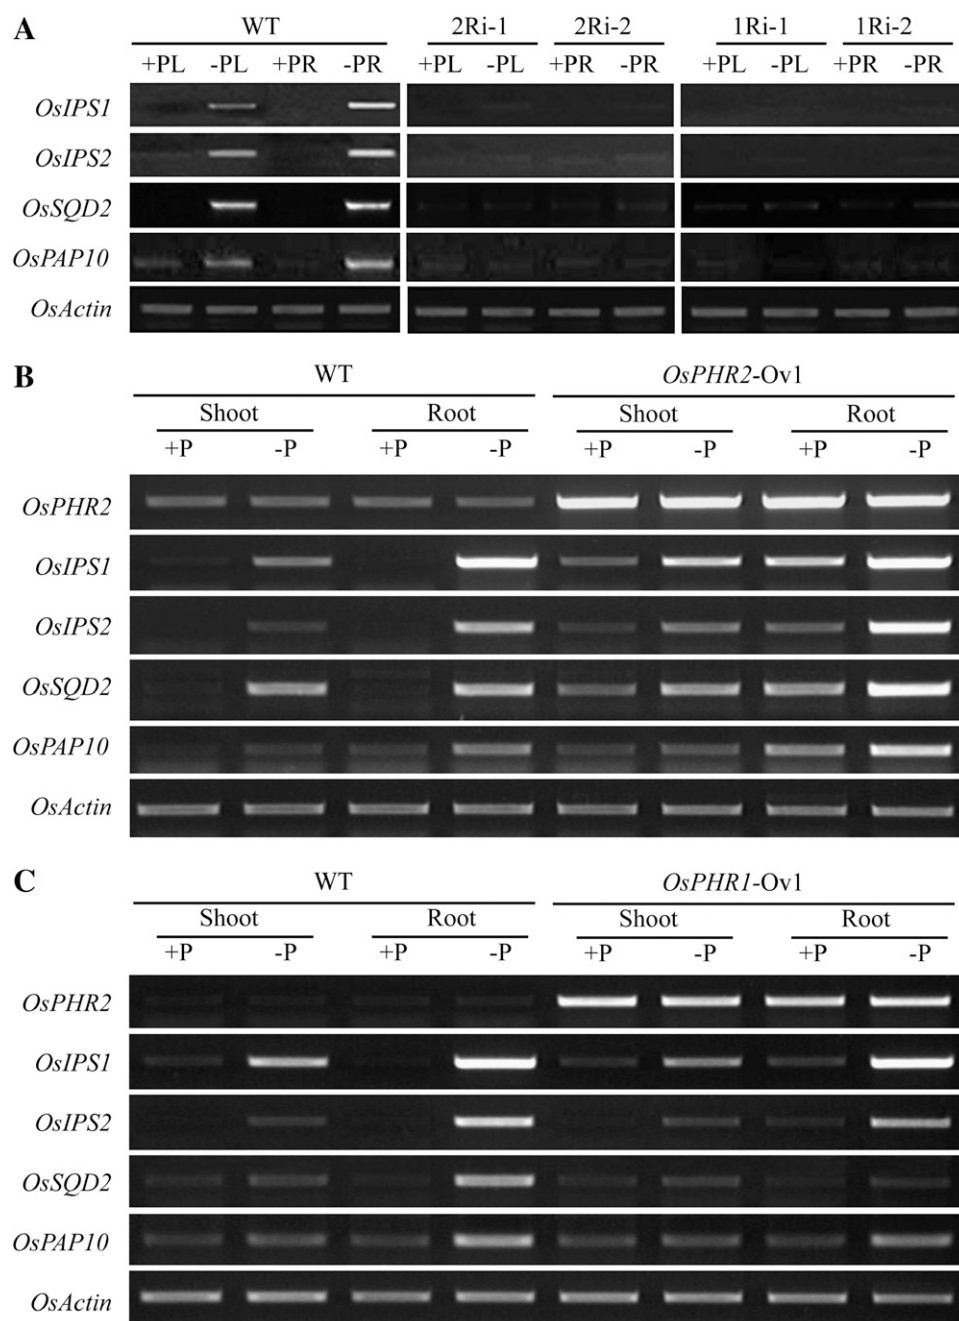 A
WT 2Ri-1 2Ri-2 1Ri-1 1Ri-2
+PL -PL +PR -PR +PL -PL +PR -PR +PL -PL +PR -PR
OsIPS1
OsIPS2
OsSQD2
OsPAP10
OsActin
B
WT OsPHR2-Ov1
Shoot Root Shoot Root
+P -P +P -P +P -P +P -P
OsPHR2
OsIPS1
OsIPS2
OsSQD2
OsPAP10
OsActin
C
WT OsPHR1-Ov1
Shoot Root Shoot Root
+P -P +P -P +P -P +P -P
OsPHR2
OsIPS1
OsIPS2
OsSQD2
OsPAP10
OsActin